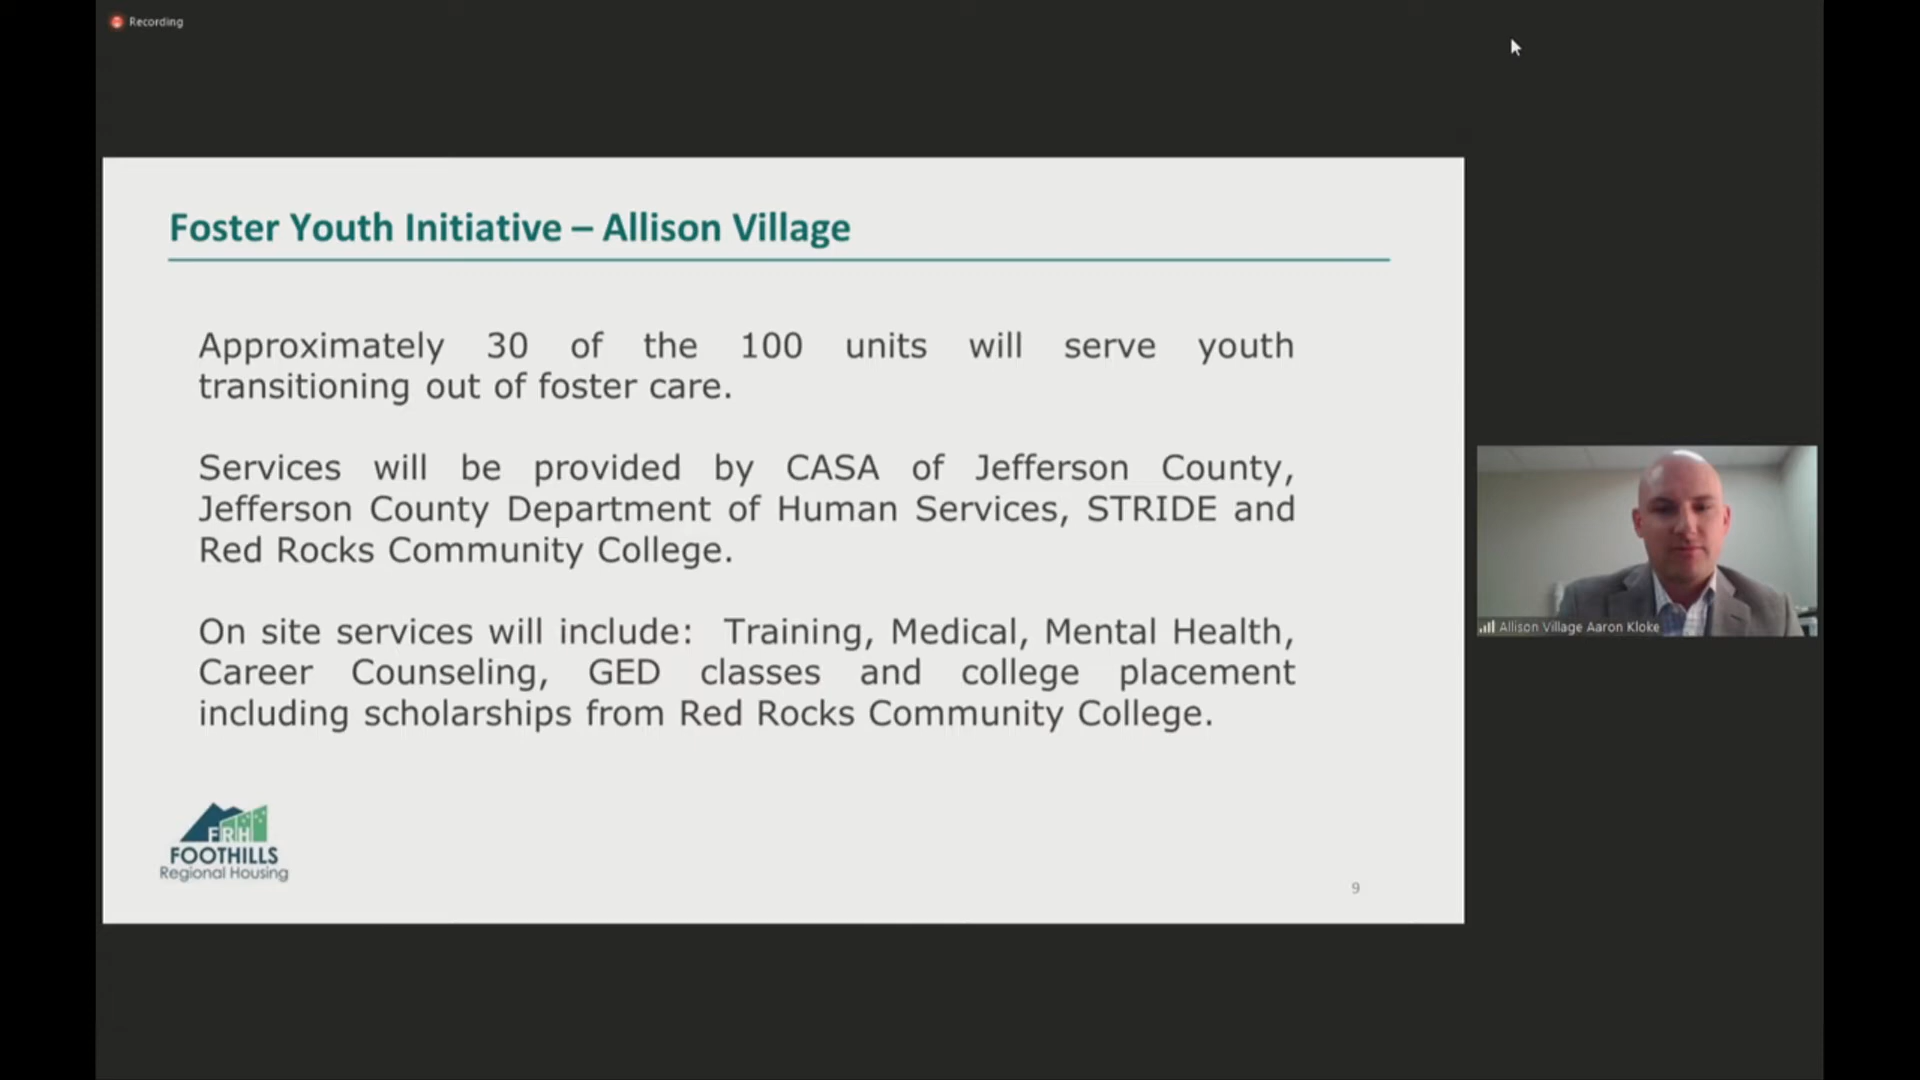 Recording
Foster Youth Initiative – Allison Village
Approximately 30 of the 100 units will serve youth
transitioning out of foster care.
Services will be provided by CASA of Jefferson County,
Jefferson County Department of Human Services, STRIDE and
Red Rocks Community College.
On site services will include: Training, Medical, Mental Health,
Career Counseling, GED classes and college placement
including scholarships from Red Rocks Community College.
Allison Village Aaron Kloke
FRH
FOOTHILLS
Regional Housing
9